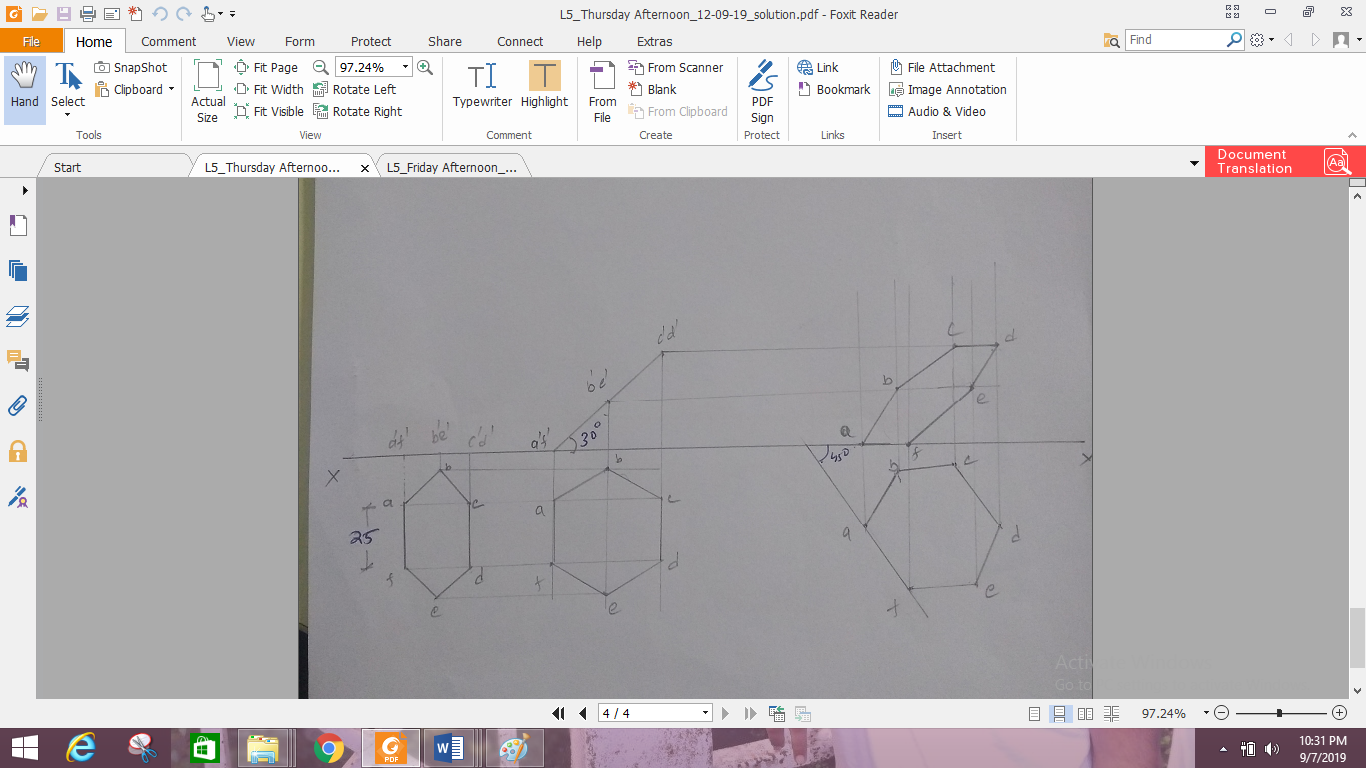 L5_Thursday Afternoon_12-09-19_solution.pdf - Foxit Reader
File Home Comment View Form Protect Share Connect Help Extras
Find
Hand
Select
SnapShot
Clipboard
Tools
Actual Size
Fit Page
Fit Width
Fit Visible
97.24%
Rotate Left
Rotate Right
View
Typewriter
Highlight
Comment
From File
From Scanner
Blank
From Clipboard
Create
PDF Sign
Protect
Link
Bookmark
Links
File Attachment
Image Annotation
Audio & Video
Insert
Start
L5_Thursday Afternoo...
L5_Friday Afternoon_...
Document Translation
Aa
c'd'
c d
b'e'
b e
a'f' b'e' c'd' a'f' 30° a f
X 45° X
b b b c
a c a c
25 a d
f d f d
e e f e
4 / 4
97.24%
PDF
10:31 PM
9/7/2019